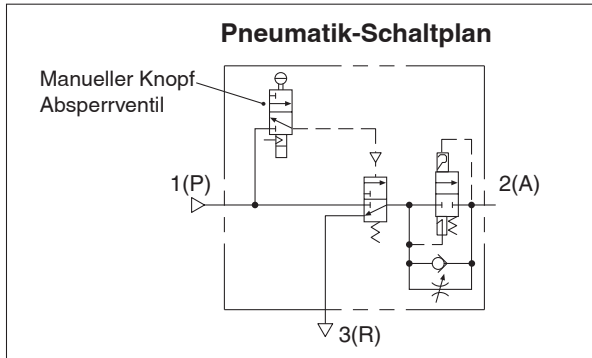 Pneumatik-Schaltplan
Manueller Knopf
Absperrventil
1(P)
2(A)
3(R)